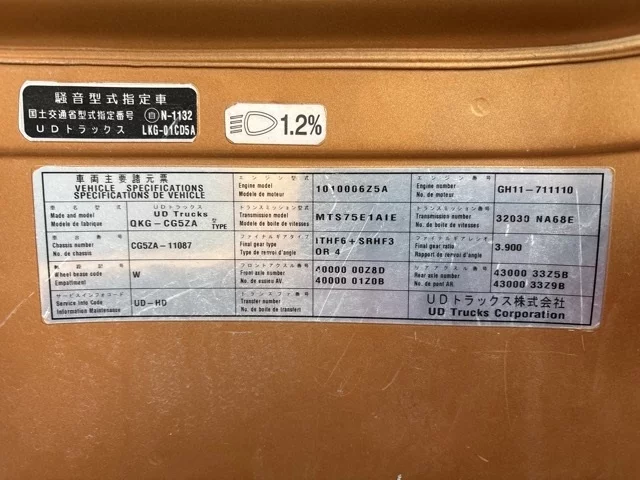 騒音型式指定車
国土交通省型式指定番号 自 N-1132
UDトラックス LKG-01CD5A
1.2%
車両主要諸元票
VEHICLE SPECIFICATIONS
SPECIFICATIONS DE VEHICLE
車名・型式 UDトラックス
Made and model UD Trucks
Modele de fabrique QKG-CG5ZA 型 TYPE
Chassis number CG5ZA-11087
No. de chassis
軸距記号
Wheel besse code W
Empattment
サービスインフォコード
Service info Code UD-HD
Information Maintenance
エンジン型式
Engine model 1010006Z5A
Modele de moteur
トランスミッション型式
Transmission model MTS75E1AIE
Modele de boite de vitesses
ファイナルギアタイプ
Final gear type 1THF6+SRHF3
Type de renvoi d'angle OR 4
フロントアクスル番号
Front axle number 40000 00Z8D
No. de essieu AV. 40000 01Z0B
トランスファ番号
Transfer number
No. de boite de transfert
エンジン番号
Engine number GH11-711110
No. de moteur
トランスミッション番号
Transmission number 32030 NA68E
No. de boite de vitesses
ファイナルギアレシオ
Final gear ratio 3.900
Rapport de renvoi d'angle
リアアクスル番号
Rear axle number 43000 33Z5B
No. de pont AR. 43000 33Z9B
UDトラックス株式会社
UD Trucks Corporation